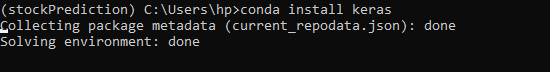 (stockPrediction) C:\Users\hp>conda install keras
Collecting package metadata (current_repodata.json): done
Solving environment: done